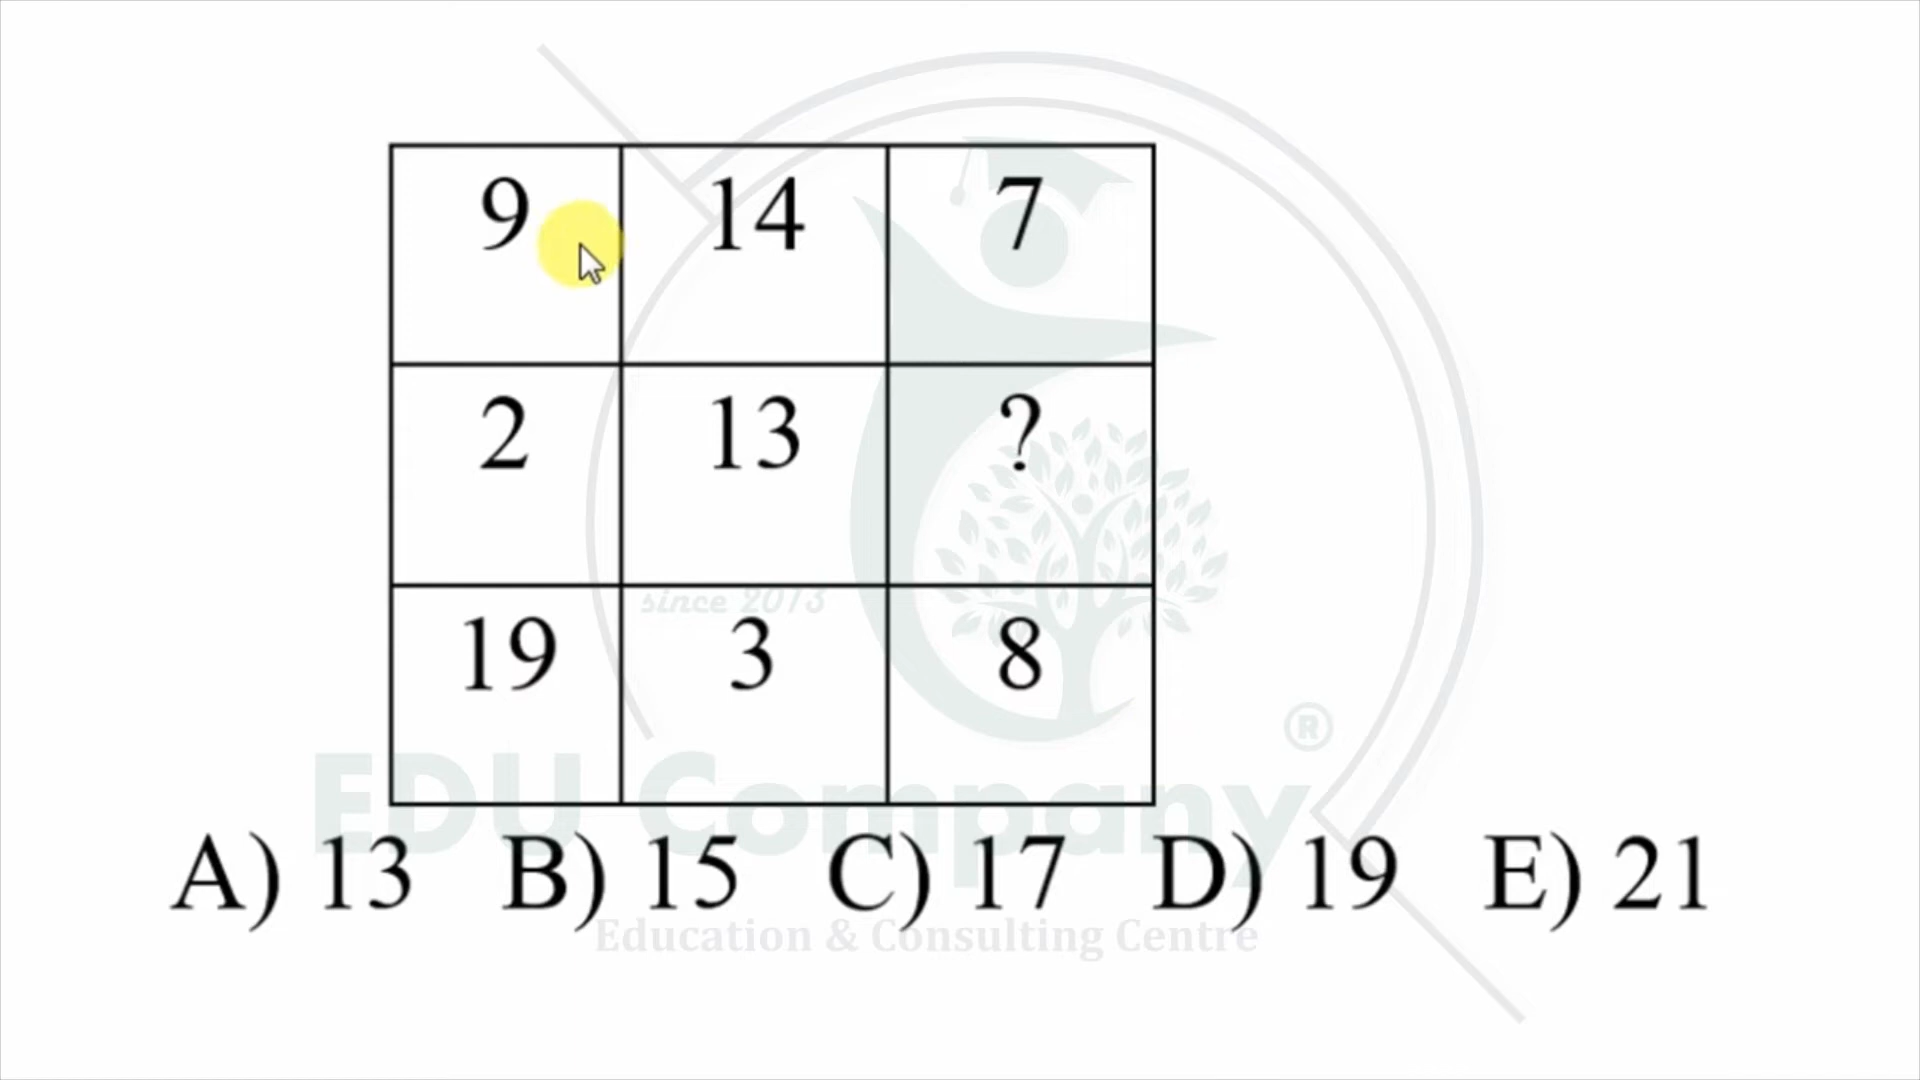 9 14 7
2 13 ?
since 2013
19 3 8
®
EDU Company
A) 13 B) 15 C) 17 D) 19 E) 21
Education & Consulting Centre